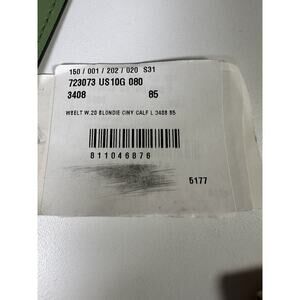 150 / 001 / 202 / 020 S31
723073 US10G 080
3408 85
WBELT W.20 BLONDIE CINY CALF L 3408 85
811046876
5177